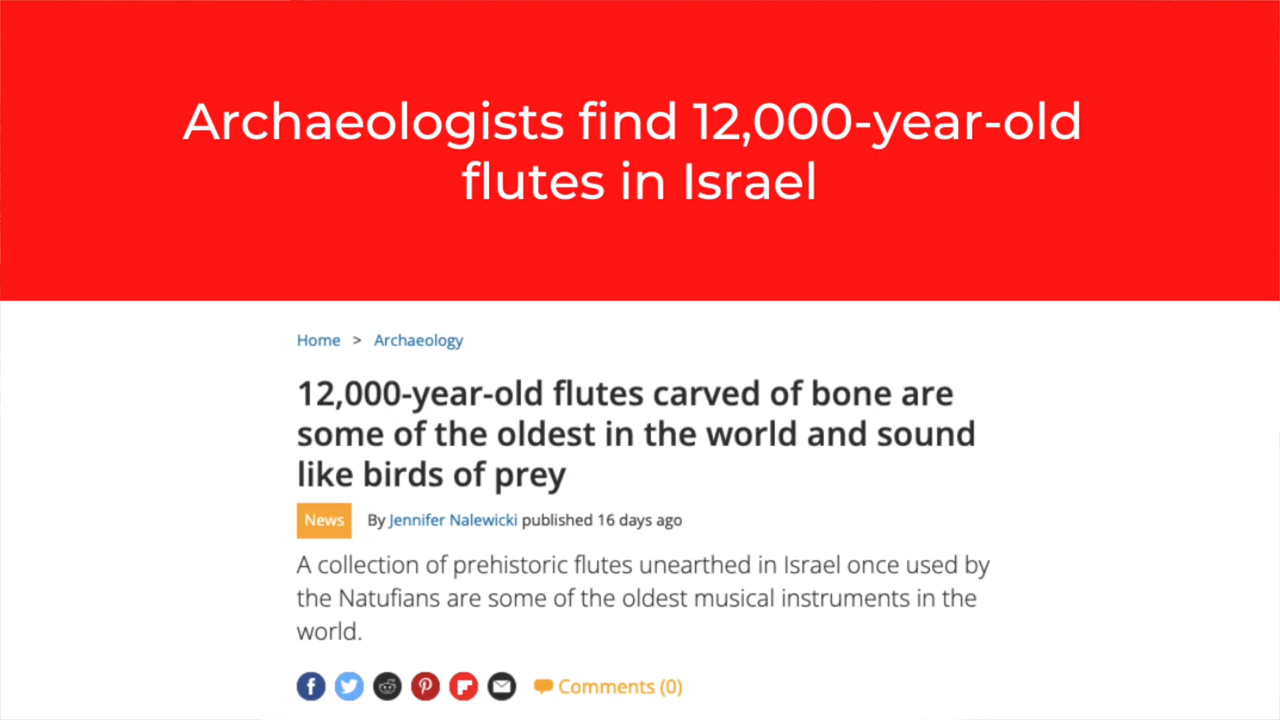 Archaeologists find 12,000-year-old
flutes in Israel
Home > Archaeology
12,000-year-old flutes carved of bone are
some of the oldest in the world and sound
like birds of prey
News By Jennifer Nalewicki published 16 days ago
A collection of prehistoric flutes unearthed in Israel once used by
the Natufians are some of the oldest musical instruments in the
world.
Comments (0)